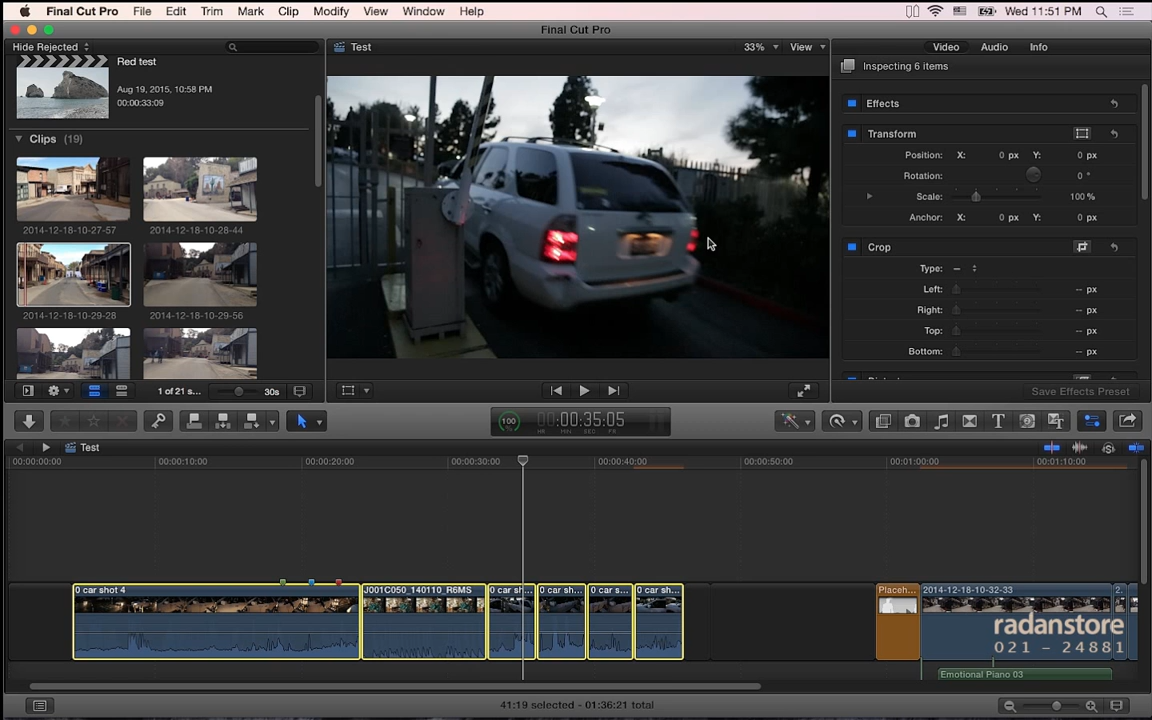 Final Cut Pro File Edit Trim Mark Clip Modify View Window Help Wed 11:51 PM
Final Cut Pro
Hide Rejected
Test 33% View
Video Audio Info
Red test
Aug 19, 2015, 10:58 PM
00:00:33:09
Clips (19)
2014-12-18-10-27-57 2014-12-18-10-28-44
2014-12-18-10-29-28 2014-12-18-10-29-56
Inspecting 6 items
Effects
Transform
Position: X: 0 px Y: 0 px
Rotation: 0 °
Scale: 100 %
Anchor: X: 0 px Y: 0 px
Crop
Type: –
Left: -- px
Right: -- px
Top: -- px
Bottom: -- px
1 of 21 s... 30s
Save Effects Preset
100 % 00:00:35:05
HR MIN SEC FR
Test
00:00:00:00 00:00:10:00 00:00:20:00 00:00:30:00 00:00:40:00 00:00:50:00 00:01:00:00 00:01:10:00
0 car shot 4 J001C050_140110_R6MS 0 car sh... 0 car sh... 0 car s... 0 car sh... Placeh... 2014-12-18-10-32-33 2.
radanstore
021 - 24881
Emotional Piano 03
41:19 selected - 01:36:21 total